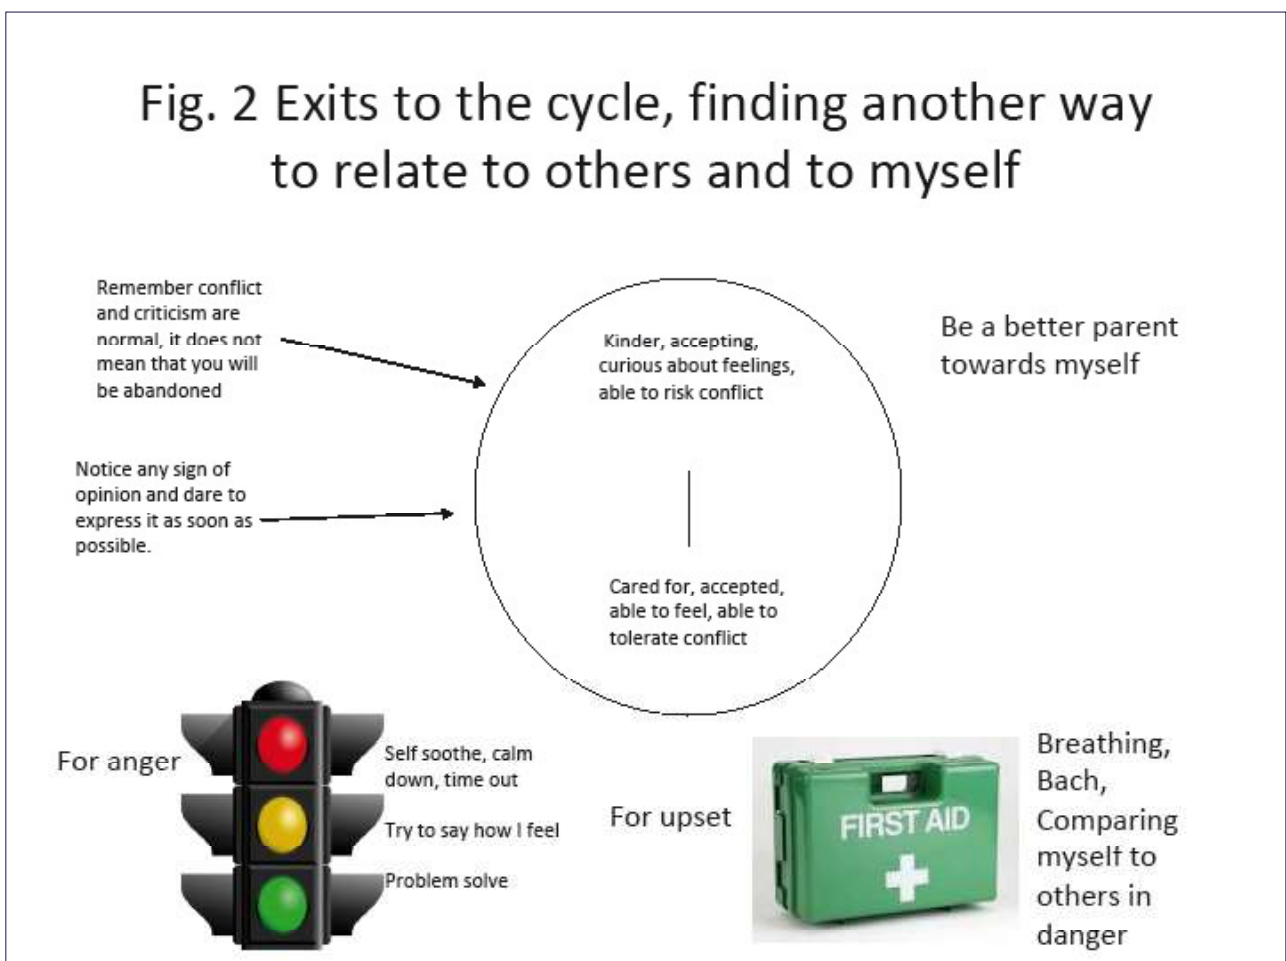 Fig. 2 Exits to the cycle, finding another way
to relate to others and to myself
Remember conflict
and criticism are
normal, it does not
mean that you will
be abandoned
Kinder, accepting,
curious about feelings,
able to risk conflict
Be a better parent
towards myself
Notice any sign of
opinion and dare to
express it as soon as
possible.
Cared for, accepted,
able to feel, able to
tolerate conflict
For anger
Self soothe, calm
down, time out
Try to say how I feel
Problem solve
For upset
FIRST AID
Breathing,
Bach,
Comparing
myself to
others in
danger